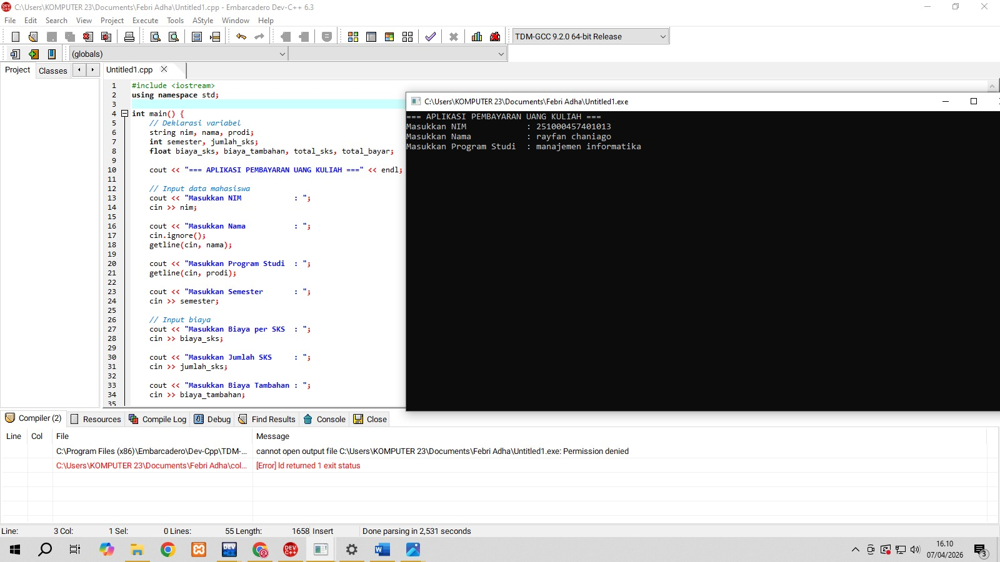 C:\Users\KOMPUTER 23\Documents\Febri Adha\Untitled1.cpp - Embarcadero Dev-C++ 6.3
File Edit Search View Project Execute Tools AStyle Window Help
TDM-GCC 9.2.0 64-bit Release
(globals)
Project Classes
Untitled1.cpp
1 #include <iostream>
2 using namespace std;
3
4 int main() {
5 // Deklarasi variabel
6 string nim, nama, prodi;
7 int semester, jumlah_sks;
8 float biaya_sks, biaya_tambahan, total_sks, total_bayar;
9
10 cout << "=== APLIKASI PEMBAYARAN UANG KULIAH ===" << endl;
11
12 // Input data mahasiswa
13 cout << "Masukkan NIM            : ";
14 cin >> nim;
15
16 cout << "Masukkan Nama           : ";
17 cin.ignore();
18 getline(cin, nama);
19
20 cout << "Masukkan Program Studi  : ";
21 getline(cin, prodi);
22
23 cout << "Masukkan Semester       : ";
24 cin >> semester;
25
26 // Input biaya
27 cout << "Masukkan Biaya per SKS  : ";
28 cin >> biaya_sks;
29
30 cout << "Masukkan Jumlah SKS     : ";
31 cin >> jumlah_sks;
32
33 cout << "Masukkan Biaya Tambahan : ";
34 cin >> biaya_tambahan;
35
C:\Users\KOMPUTER 23\Documents\Febri Adha\Untitled1.exe
=== APLIKASI PEMBAYARAN UANG KULIAH ===
Masukkan NIM            : 251000457401013
Masukkan Nama           : rayfan chaniago
Masukkan Program Studi  : manajemen informatika
Compiler (2) Resources Compile Log Debug Find Results Console Close
Line Col File Message
C:\Program Files (x86)\Embarcadero\Dev-Cpp\TDM-... cannot open output file C:\Users\KOMPUTER 23\Documents\Febri Adha\Untitled1.exe: Permission denied
C:\Users\KOMPUTER 23\Documents\Febri Adha\col... [Error] ld returned 1 exit status
Line: 3 Col: 1 Sel: 0 Lines: 55 Length: 1658 Insert Done parsing in 2,531 seconds
16.10
07/04/2026
3